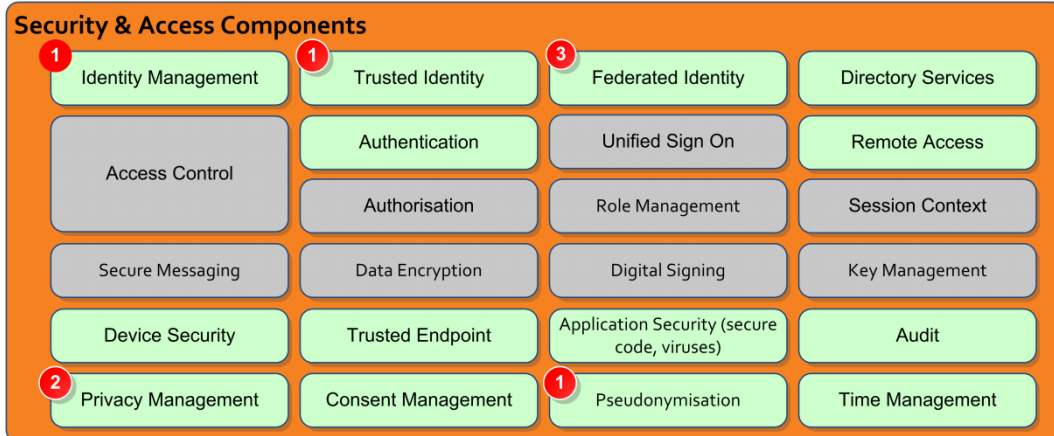 Security & Access Components
1
Identity Management
1
Trusted Identity
3
Federated Identity
Directory Services
Access Control
Authentication
Unified Sign On
Remote Access
Authorisation
Role Management
Session Context
Secure Messaging
Data Encryption
Digital Signing
Key Management
Device Security
Trusted Endpoint
Application Security (secure
code, viruses)
Audit
2
Privacy Management
Consent Management
1
Pseudonymisation
Time Management